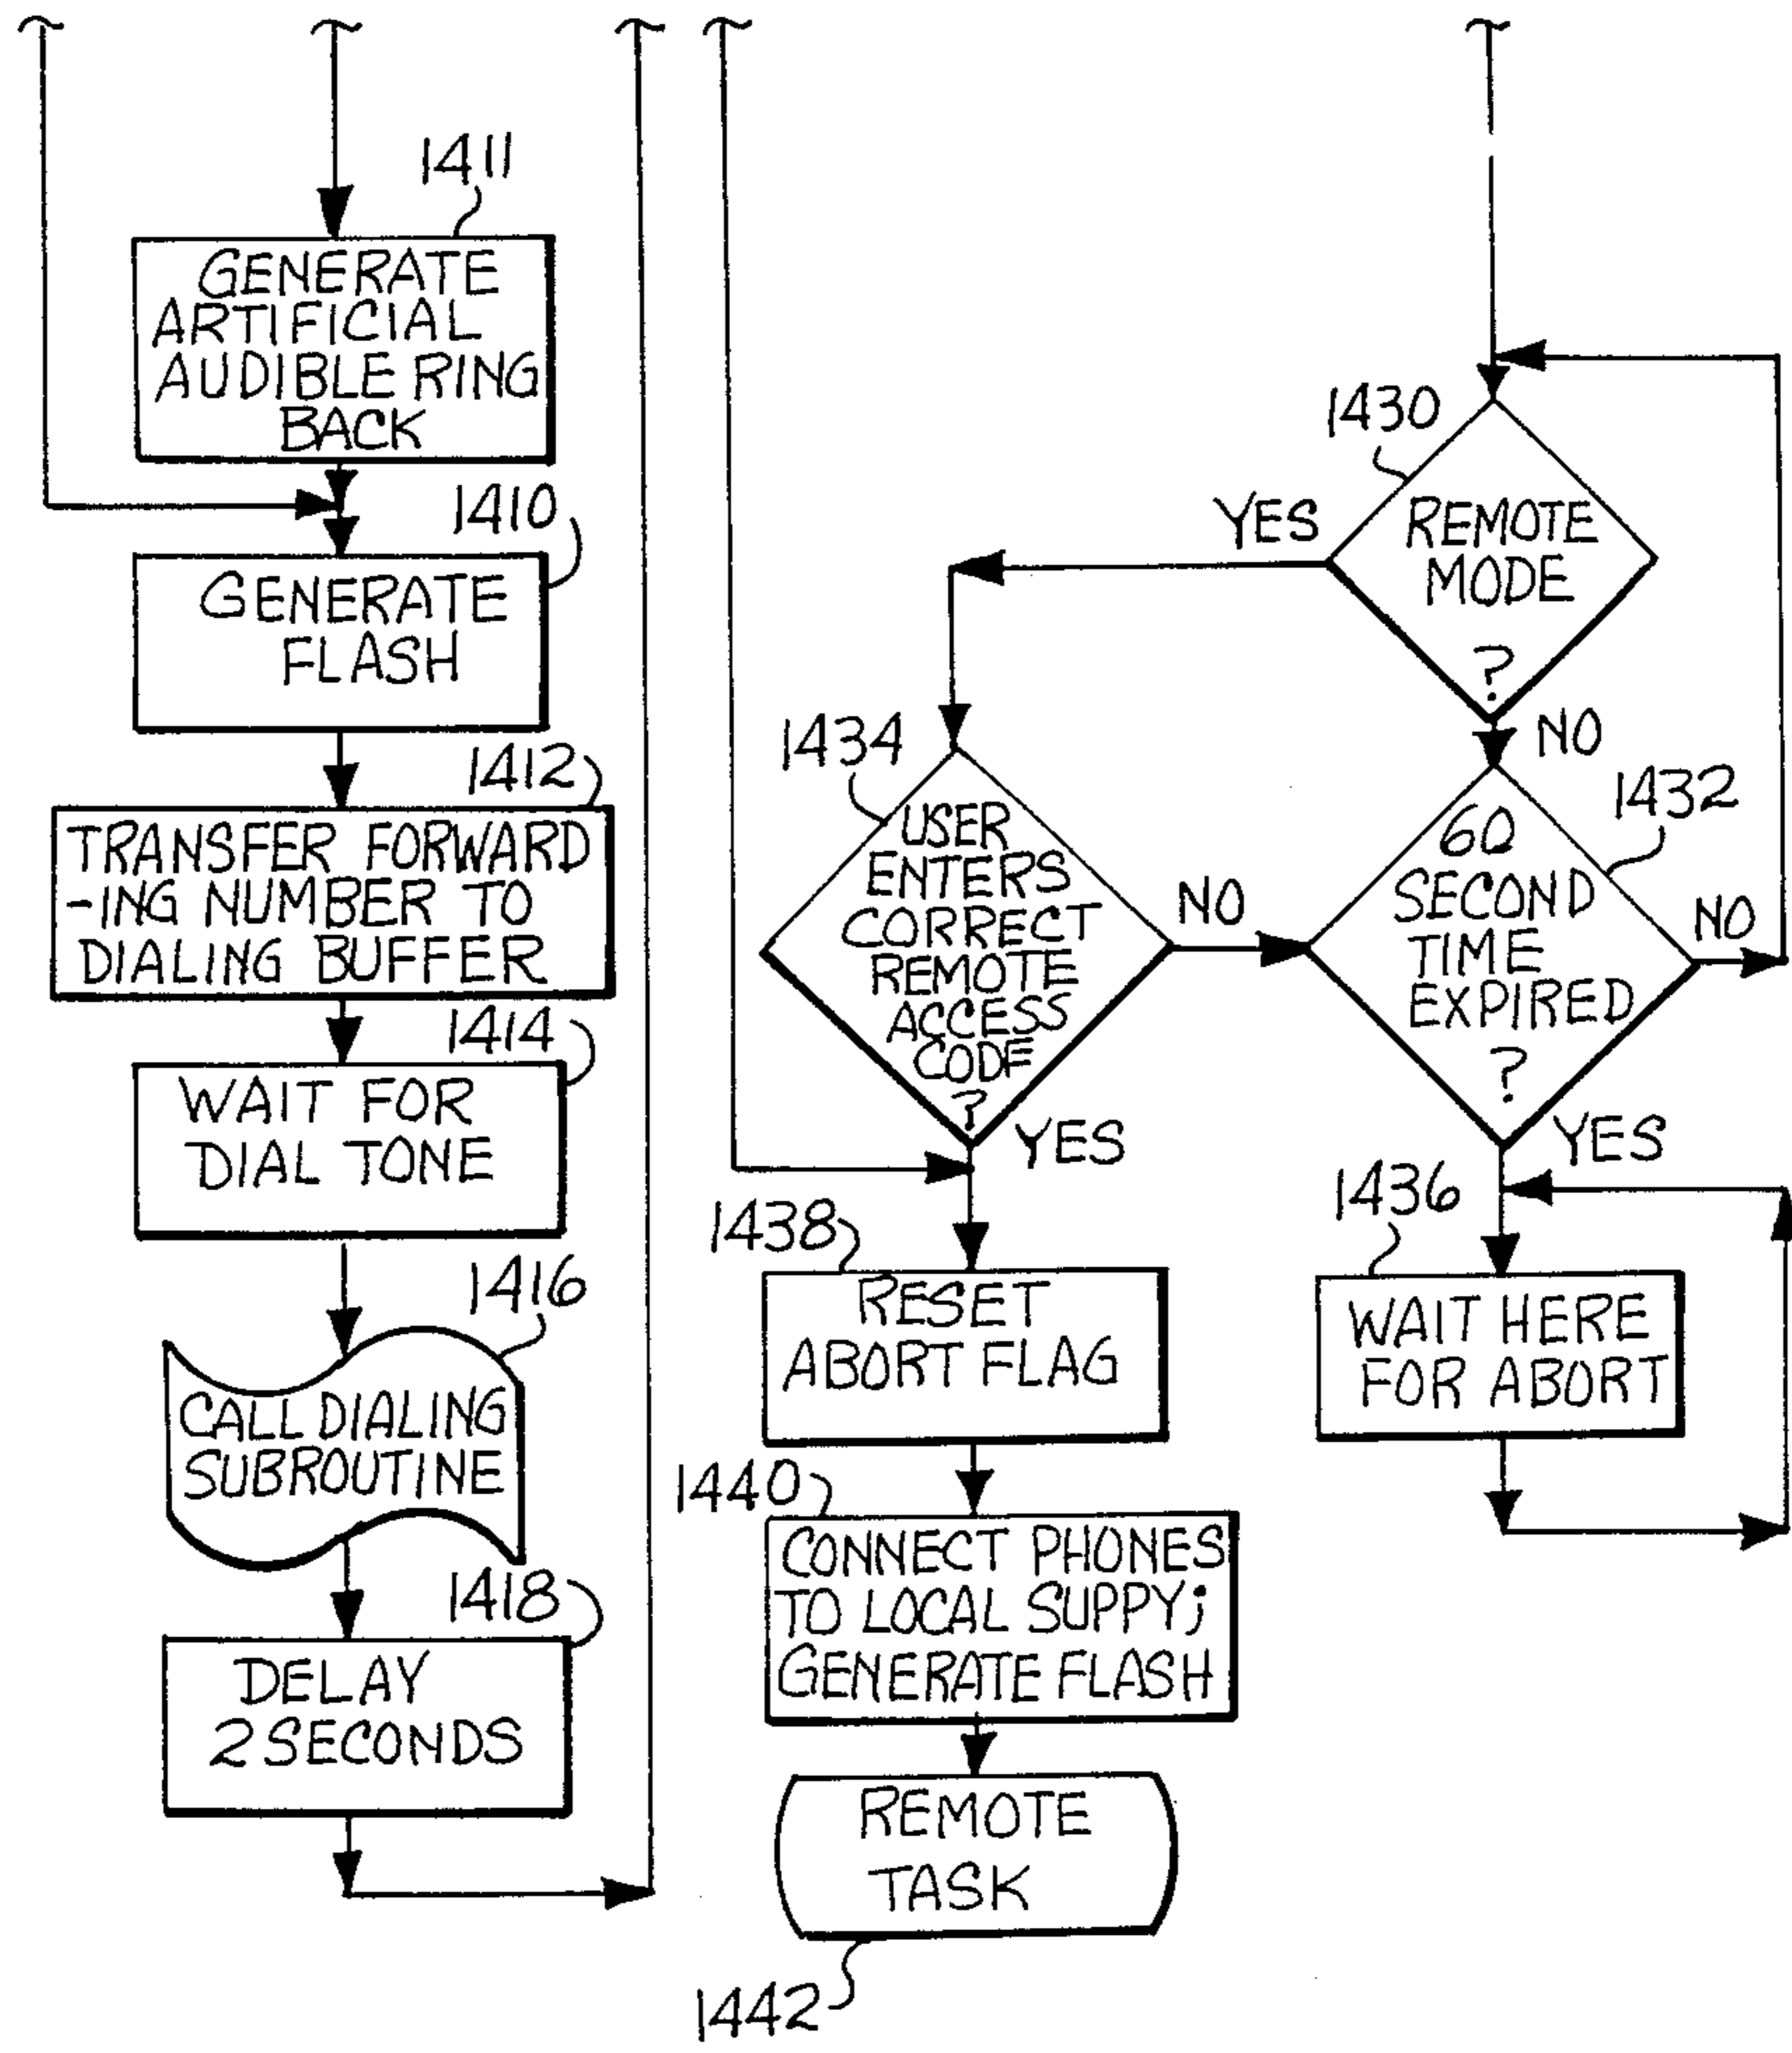 1411
GENERATE
ARTIFICIAL
AUDIBLE RING
BACK
1410
GENERATE
FLASH
1412
TRANSFER FORWARD
-ING NUMBER TO
DIALING BUFFER
1414
WAIT FOR
DIAL TONE
1416
CALL DIALING
SUBROUTINE
1418
DELAY
2 SECONDS
1430
REMOTE
MODE
?
YES
NO
1434
USER
ENTERS
CORRECT
REMOTE
ACCESS
CODE
?
NO
YES
1432
60
SECOND
TIME
EXPIRED
?
NO
YES
1436
WAIT HERE
FOR ABORT
1438
RESET
ABORT FLAG
1440
CONNECT PHONES
TO LOCAL SUPPY;
GENERATE FLASH
REMOTE
TASK
1442